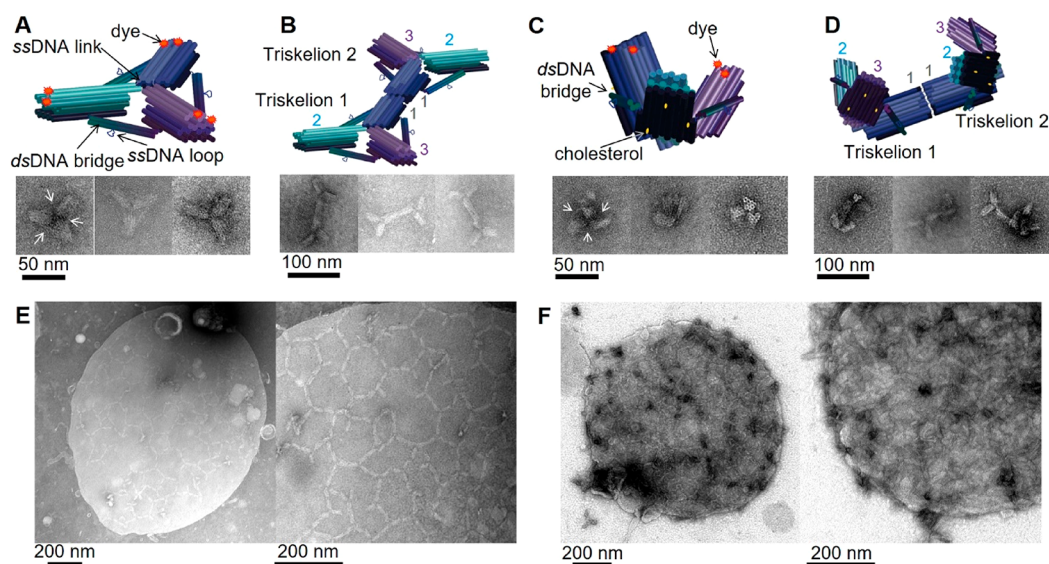 A
dye
ssDNA
link
dsDNA bridge
ssDNA loop
50 nm
B
3
2
Triskelion 2
Triskelion 1
1
1
2
3
100 nm
C
dye
dsDNA
bridge
cholesterol
50 nm
D
3
2
3
1
1
2
Triskelion 2
Triskelion 1
100 nm
E
200 nm
200 nm
F
200 nm
200 nm